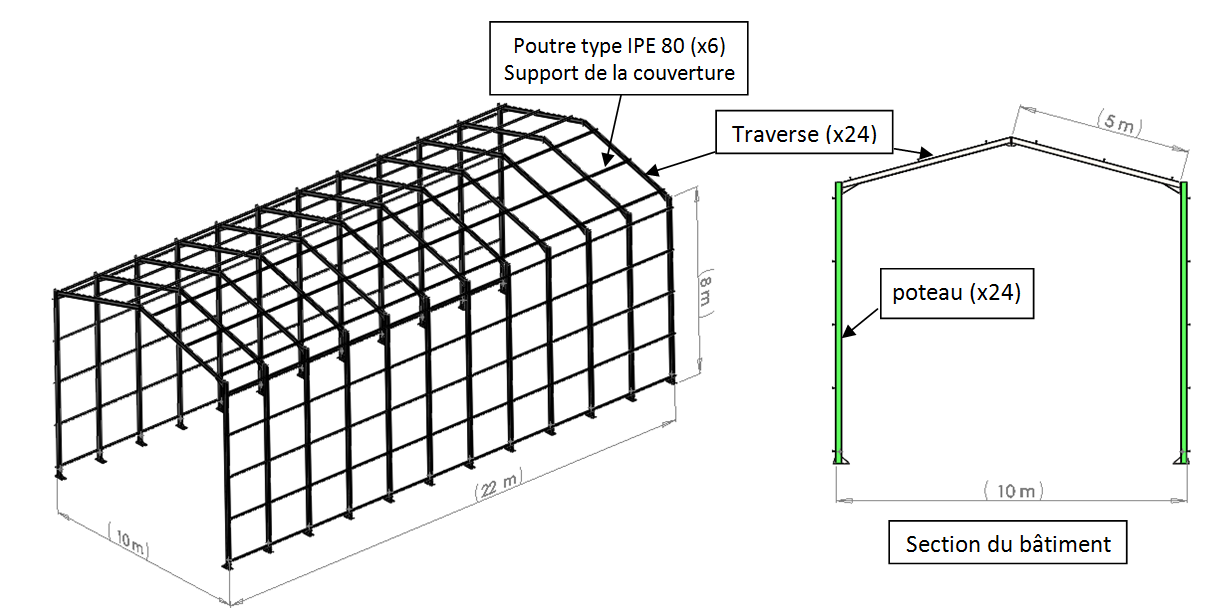 Poutre type IPE 80 (x6)
Support de la couverture
Traverse (x24)
(5 m)
(8 m)
poteau (x24)
(22 m)
(10 m)
(10 m)
Section du bâtiment